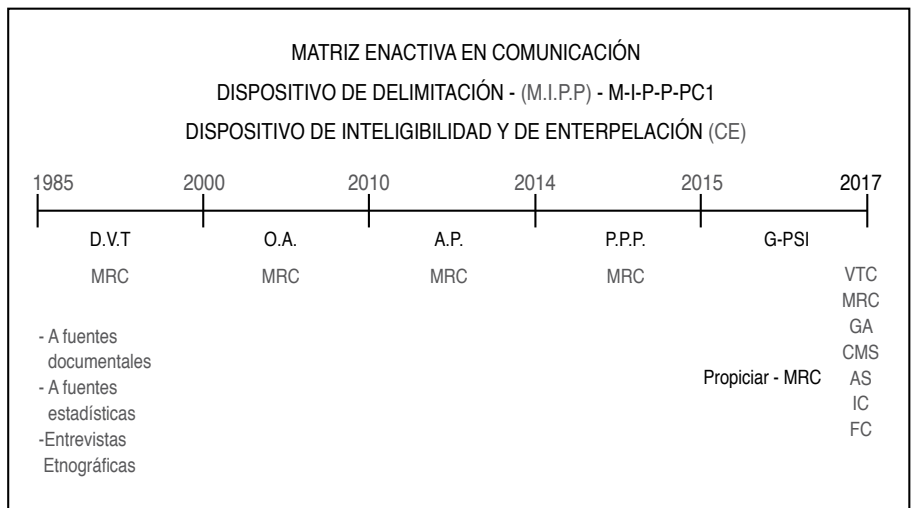 MATRIZ ENACTIVA EN COMUNICACIÓN
DISPOSITIVO DE DELIMITACIÓN - (M.I.P.P) - M-I-P-P-PC1
DISPOSITIVO DE INTELIGIBILIDAD Y DE ENTERPELACIÓN (CE)
1985 2000 2010 2014 2015 2017
D.V.T O.A. A.P. P.P.P. G-PSI
MRC MRC MRC MRC VTC
MRC
GA
CMS
AS
IC
FC
- A fuentes
documentales
- A fuentes
estadísticas
-Entrevistas
Etnográficas
Propiciar - MRC